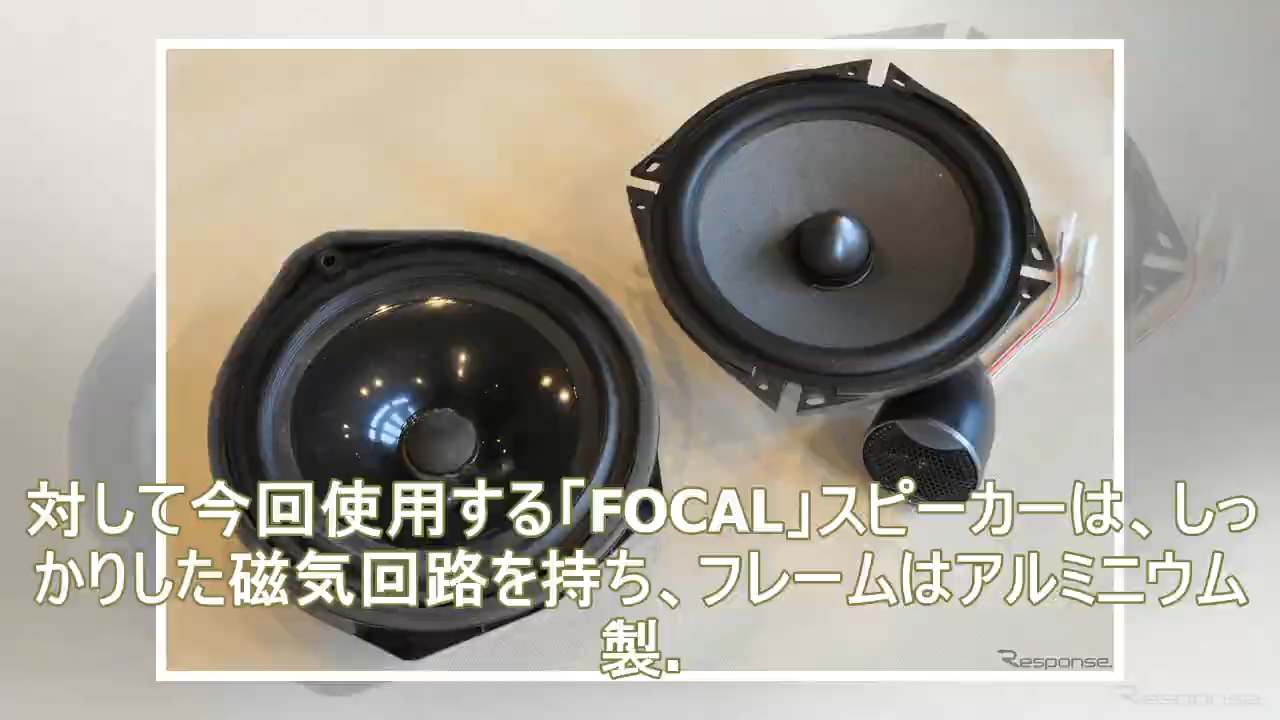 対して今回使用する「FOCAL」スピーカーは、しっ
かりした磁気回路を持ち、フレームはアルミニウム
製.
Response.
Response.